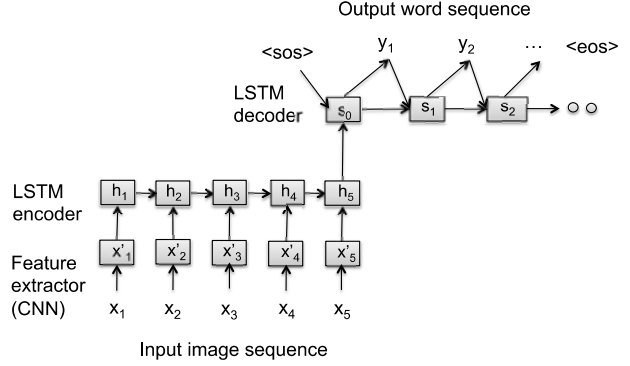 Output word sequence
<sos> y1 y2 ... <eos>
LSTM
decoder
s0 s1 s2
LSTM
encoder
h1 h2 h3 h4 h5
Feature
extractor
(CNN)
x'1 x'2 x'3 x'4 x'5
x1 x2 x3 x4 x5
Input image sequence